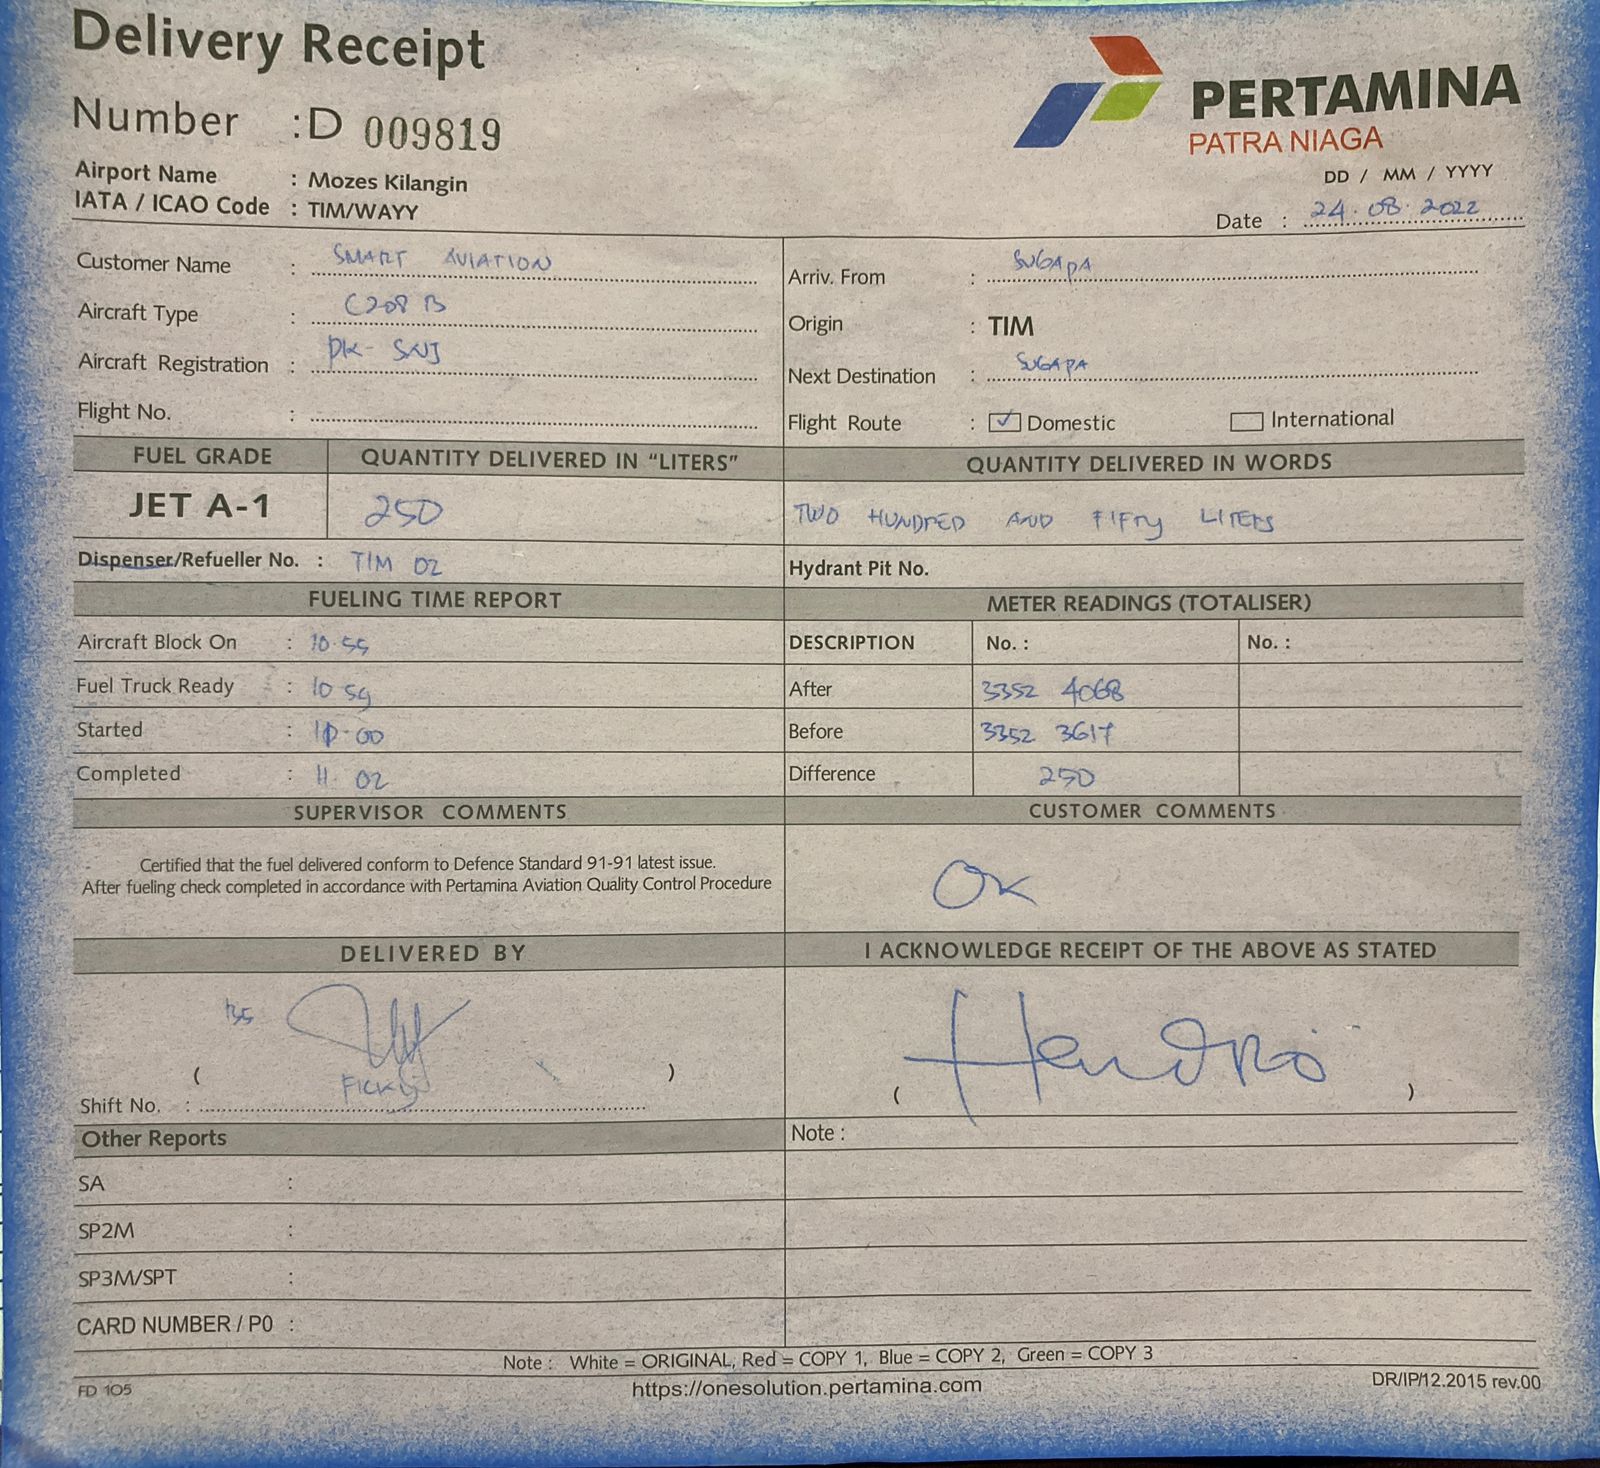 Delivery Receipt
Number : D 009819
PERTAMINA
PATRA NIAGA
Airport Name : Mozes Kilangin
IATA / ICAO Code : TIM/WAYY
DD / MM / YYYY
Date : 24.08.2022
Customer Name : SMART AVIATION
Aircraft Type : C208 B
Aircraft Registration : PK-SNJ
Flight No. :
Arriv. From : SUGAPA
Origin : TIM
Next Destination : SUGAPA
Flight Route : ✓ Domestic International
FUEL GRADE QUANTITY DELIVERED IN "LITERS" QUANTITY DELIVERED IN WORDS
JET A-1 250 TWO HUNDRED AND FIFTY LITERS
Dispenser/Refueller No. : TIM 02 Hydrant Pit No.
FUELING TIME REPORT METER READINGS (TOTALISER)
Aircraft Block On : 10.55 DESCRIPTION No. : No. :
Fuel Truck Ready : 10 59 After 3352 4068
Started : 11.00 Before 3352 3617
Completed : 11.02 Difference 250
SUPERVISOR COMMENTS CUSTOMER COMMENTS
Certified that the fuel delivered conform to Defence Standard 91-91 latest issue.
After fueling check completed in accordance with Pertamina Aviation Quality Control Procedure
OK
DELIVERED BY I ACKNOWLEDGE RECEIPT OF THE ABOVE AS STATED
Hendro
( ) ( )
Shift No. :
Other Reports Note :
SA :
SP2M :
SP3M/SPT :
CARD NUMBER / P0 :
Note : White = ORIGINAL, Red = COPY 1, Blue = COPY 2, Green = COPY 3
FD 105 https://onesolution.pertamina.com DR/IP/12.2015 rev.00